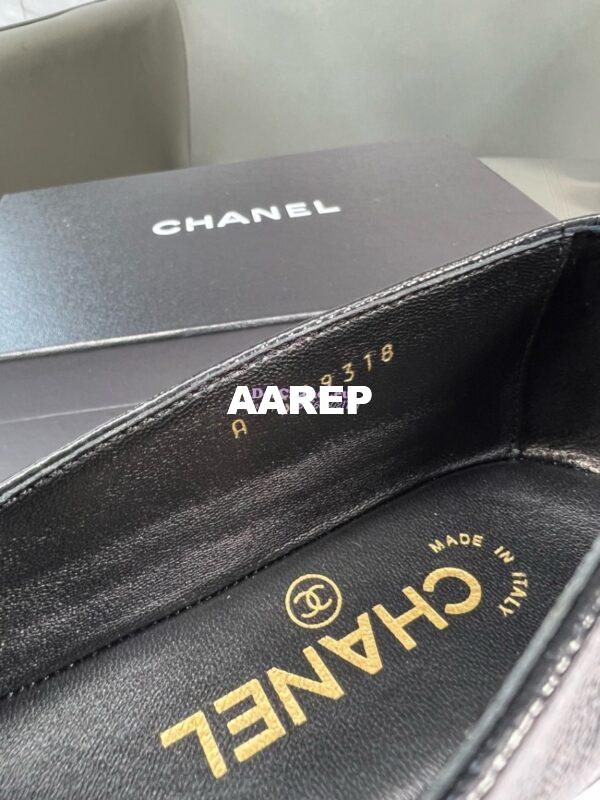 CHANEL
9318
AAREP
A
MADE IN ITALY
CHANEL